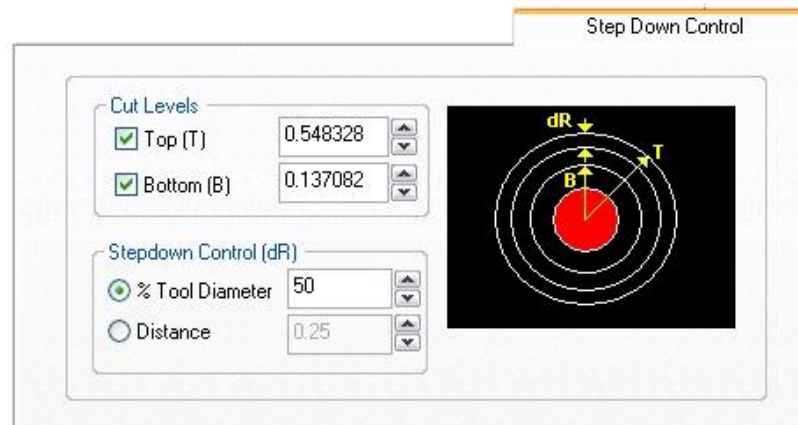 Step Down Control
Cut Levels
Top (T) 0.548328
Bottom (B) 0.137082
Stepdown Control (dR)
% Tool Diameter 50
Distance 0.25
dR
T
B